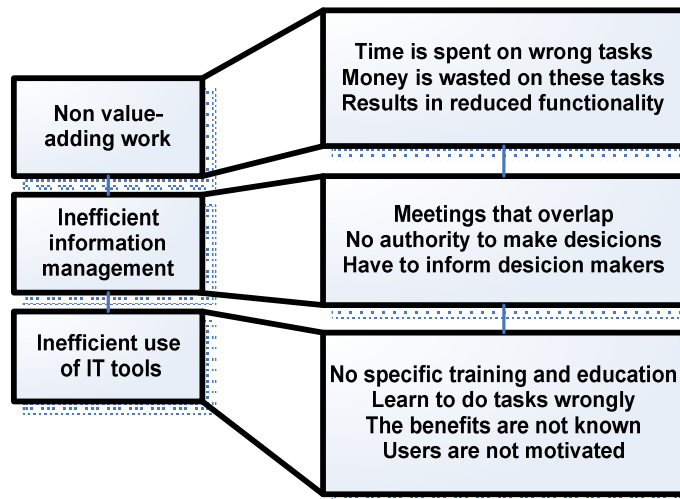 Non value-
adding work
Time is spent on wrong tasks
Money is wasted on these tasks
Results in reduced functionality
Inefficient
information
management
Meetings that overlap
No authority to make desicions
Have to inform desicion makers
Inefficient use
of IT tools
No specific training and education
Learn to do tasks wrongly
The benefits are not known
Users are not motivated